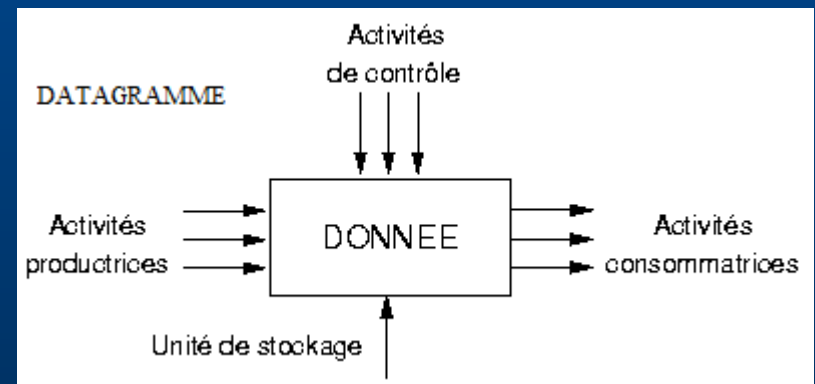 Activités
de contrôle
DATAGRAMME
Activités
productrices
DONNEE
Activités
consommatrices
Unité de stockage